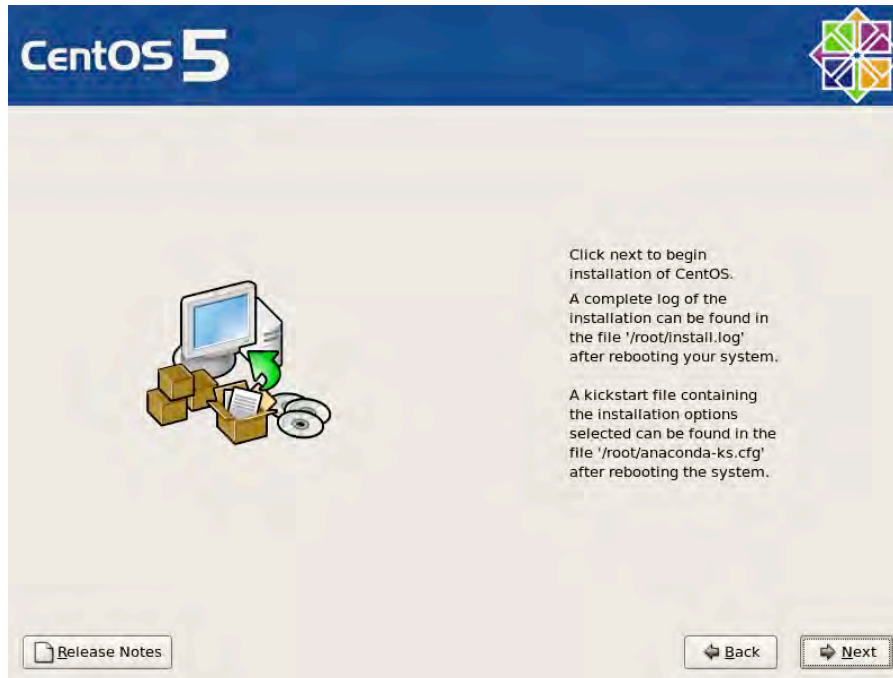 CentOS 5
Click next to begin
installation of CentOS.
A complete log of the
installation can be found in
the file '/root/install.log'
after rebooting your system.
A kickstart file containing
the installation options
selected can be found in the
file '/root/anaconda-ks.cfg'
after rebooting the system.
Release Notes
Back
Next